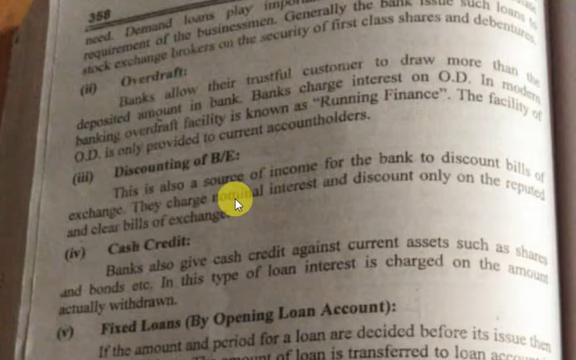 358
need. Demand loans play
requirement of the businessmen. Generally the bank issue such loans to
stock exchange brokers on the security of first class shares and debentures.
(ii) Overdraft:
Banks allow their trustful customer to draw more than the
deposited amount in bank. Banks charge interest on O.D. In modern
banking overdraft facility is known as "Running Finance". The facility of
O.D. is only provided to current accountholders.
(iii) Discounting of B/E:
This is also a source of income for the bank to discount bills of
exchange. They charge nominal interest and discount only on the reputed
and clear bills of exchange.
(iv) Cash Credit:
Banks also give cash credit against current assets such as shares
and bonds etc. In this type of loan interest is charged on the amount
actually withdrawn.
(v) Fixed Loans (By Opening Loan Account):
If the amount and period for a loan are decided before its issue then
of loan is transferred to loan